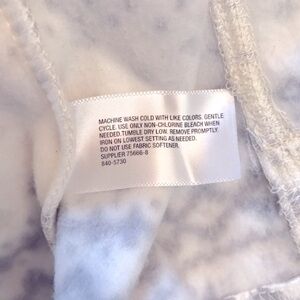 MACHINE WASH COLD WITH LIKE COLORS. GENTLE
CYCLE. USE ONLY NON-CHLORINE BLEACH WHEN
NEEDED.TUMBLE DRY LOW. REMOVE PROMPTLY.
IRON ON LOWEST SETTING AS NEEDED.
DO NOT USE FABRIC SOFTENER.
SUPPLIER 75666-8
840-5730